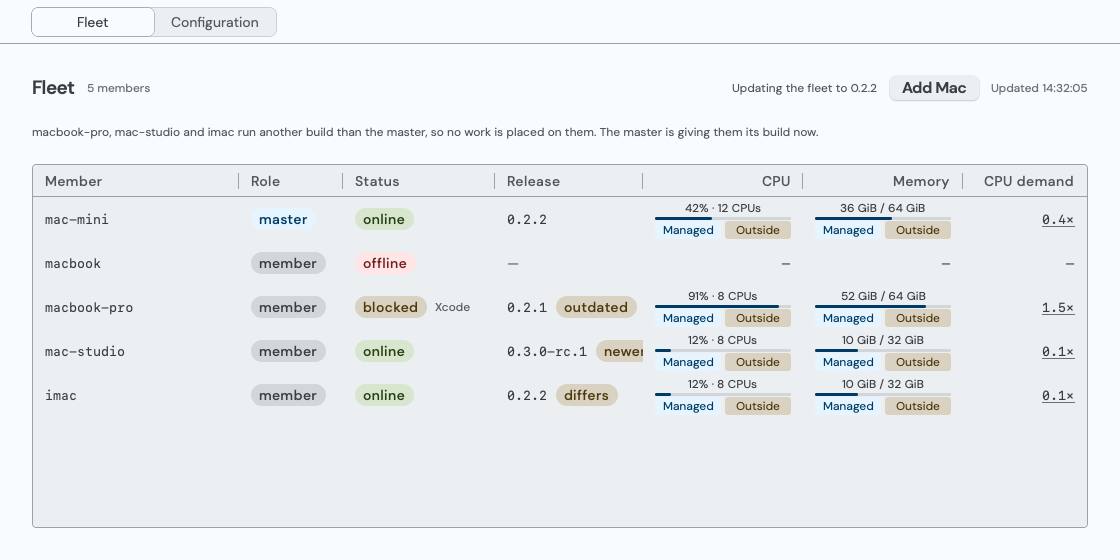 Fleet Configuration
Fleet 5 members Updating the fleet to 0.2.2 Add Mac Updated 14:32:05
macbook-pro, mac-studio and imac run another build than the master, so no work is placed on them. The master is giving them its build now.
Member Role Status Release CPU Memory CPU demand
42% · 12 CPUs 36 GiB / 64 GiB
mac-mini master online 0.2.2 0.4×
Managed Outside Managed Outside
macbook member offline — — — —
91% · 8 CPUs 52 GiB / 64 GiB
macbook-pro member blocked Xcode 0.2.1 outdated 1.5×
Managed Outside Managed Outside
12% · 8 CPUs 10 GiB / 32 GiB
mac-studio member online 0.3.0-rc.1 newer 0.1×
Managed Outside Managed Outside
12% · 8 CPUs 10 GiB / 32 GiB
imac member online 0.2.2 differs 0.1×
Managed Outside Managed Outside